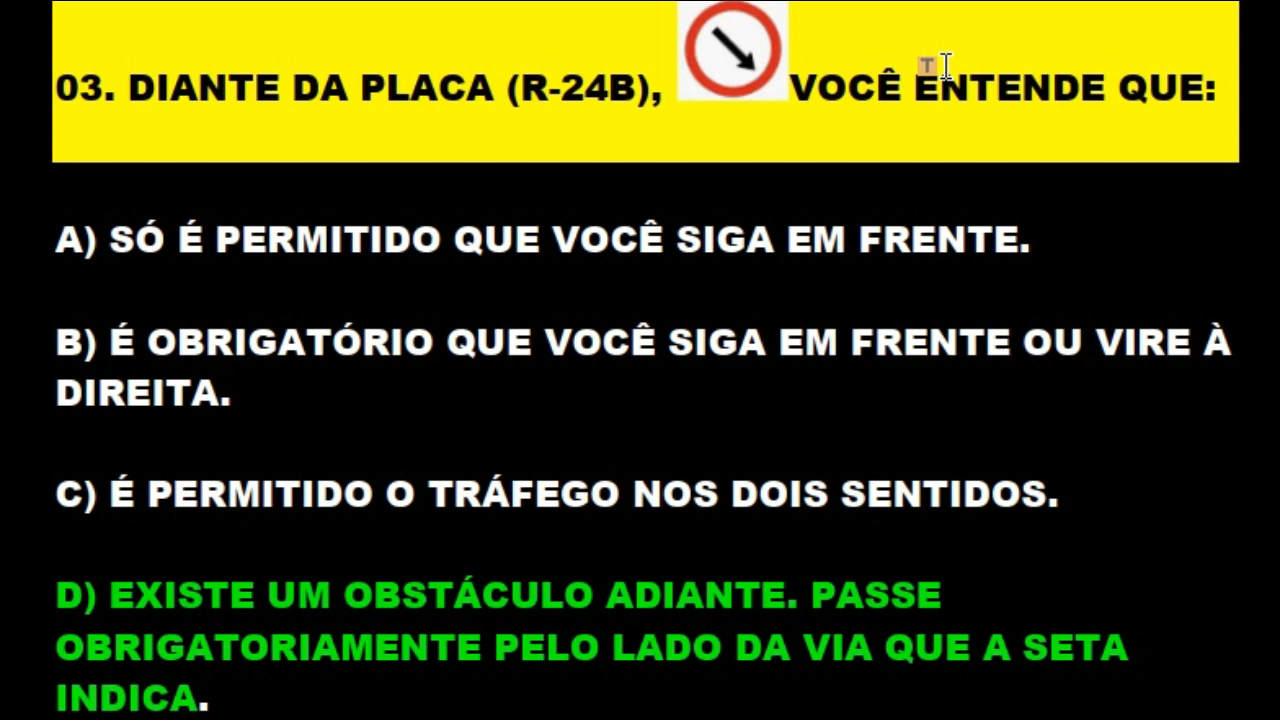 03. DIANTE DA PLACA (R-24B), VOCÊ ENTENDE QUE:
A) SÓ É PERMITIDO QUE VOCÊ SIGA EM FRENTE.
B) É OBRIGATÓRIO QUE VOCÊ SIGA EM FRENTE OU VIRE À
DIREITA.
C) É PERMITIDO O TRÁFEGO NOS DOIS SENTIDOS.
D) EXISTE UM OBSTÁCULO ADIANTE. PASSE
OBRIGATORIAMENTE PELO LADO DA VIA QUE A SETA
INDICA.